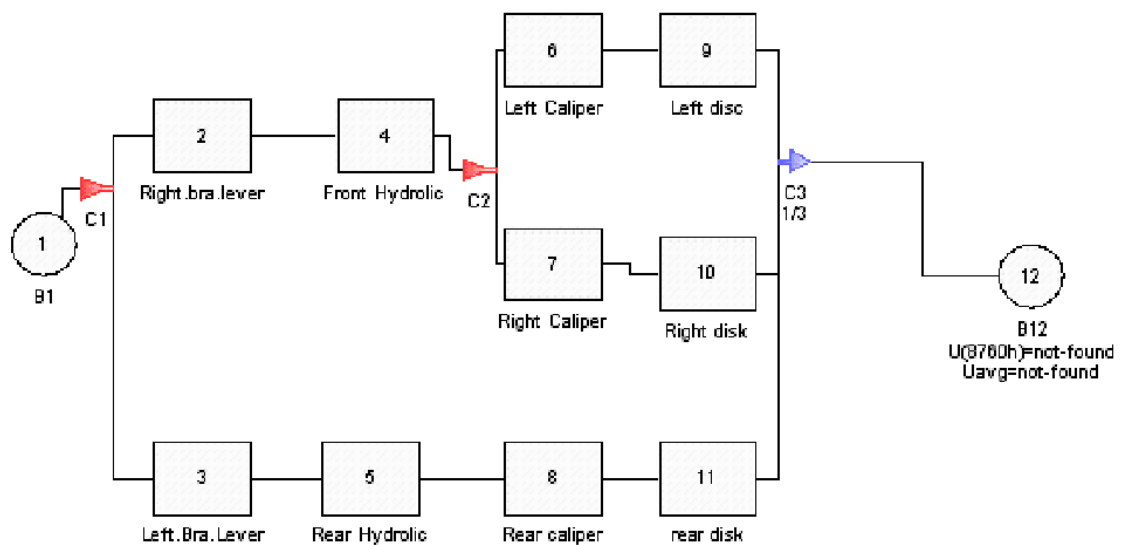 6
Left Caliper
9
Left disc
2
Right.bra.lever
4
Front Hydrolic
C1
C2
C3
1/3
1
B1
7
Right Caliper
10
Right disk
12
B12
U(8760h)=not-found
Uavg=not-found
3
Left.Bra.Lever
5
Rear Hydrolic
8
Rear caliper
11
rear disk